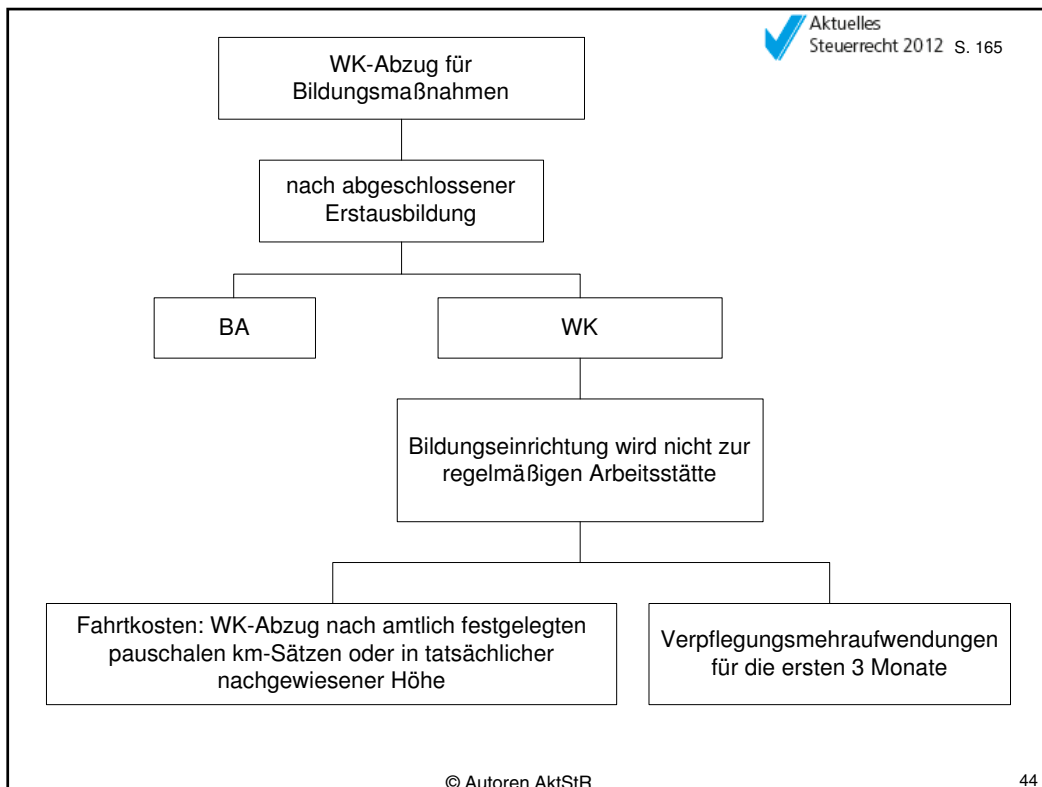 Aktuelles
Steuerrecht 2012 S. 165
WK-Abzug für
Bildungsmaßnahmen
nach abgeschlossener
Erstausbildung
BA
WK
Bildungseinrichtung wird nicht zur
regelmäßigen Arbeitsstätte
Fahrtkosten: WK-Abzug nach amtlich festgelegten
pauschalen km-Sätzen oder in tatsächlicher
nachgewiesener Höhe
Verpflegungsmehraufwendungen
für die ersten 3 Monate
© Autoren AktStR
44